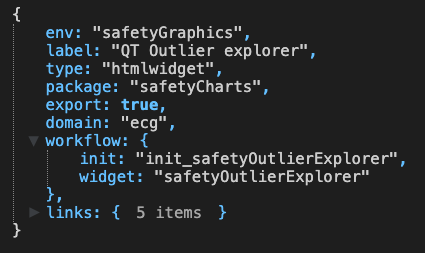 {
env: "safetyGraphics",
label: "QT Outlier explorer",
type: "htmlwidget",
package: "safetyCharts",
export: true,
domain: "ecg",
workflow: {
init: "init_safetyOutlierExplorer",
widget: "safetyOutlierExplorer"
},
links: { 5 items }
}